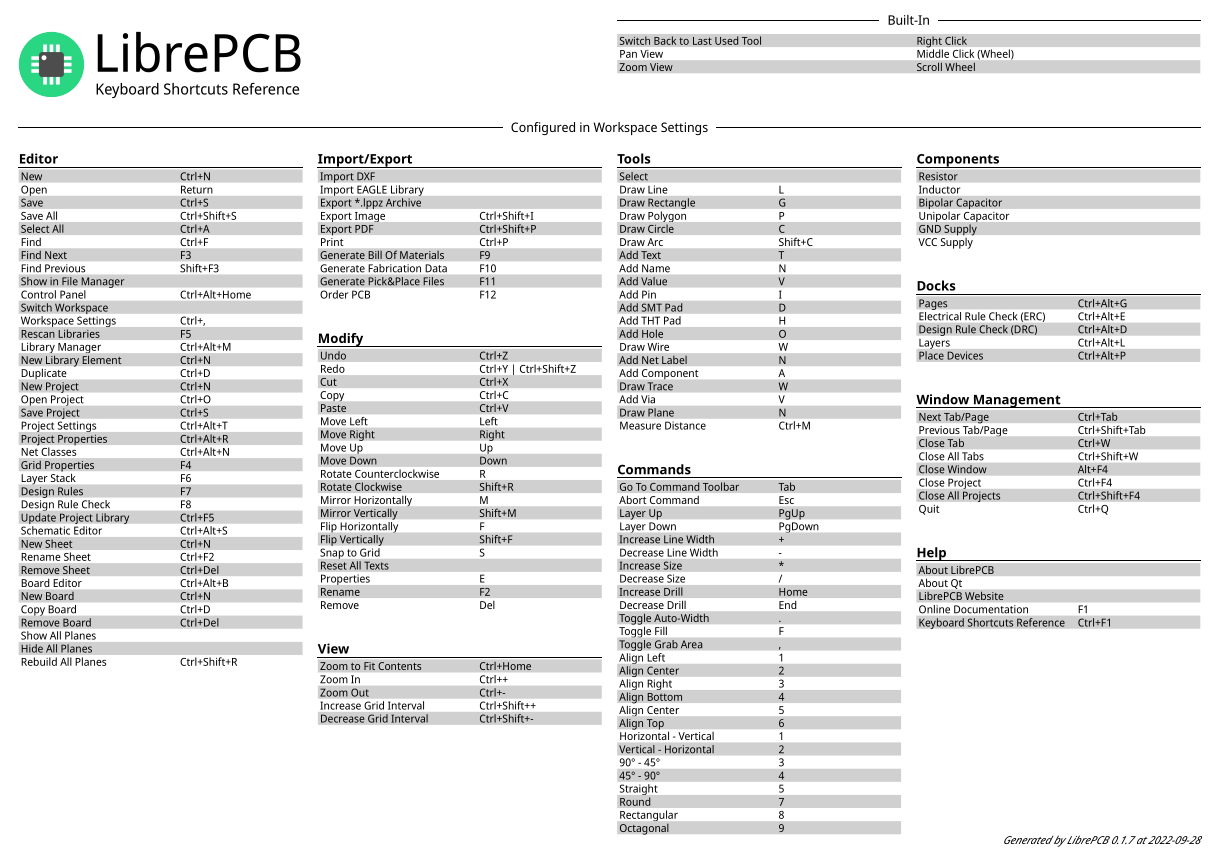 LibrePCB
Keyboard Shortcuts Reference
Built-In
Switch Back to Last Used Tool Right Click
Pan View Middle Click (Wheel)
Zoom View Scroll Wheel
Configured in Workspace Settings
Editor
New Ctrl+N
Open Return
Save Ctrl+S
Save All Ctrl+Shift+S
Select All Ctrl+A
Find Ctrl+F
Find Next F3
Find Previous Shift+F3
Show in File Manager
Control Panel Ctrl+Alt+Home
Switch Workspace
Workspace Settings Ctrl+,
Rescan Libraries F5
Library Manager Ctrl+Alt+M
New Library Element Ctrl+N
Duplicate Ctrl+D
New Project Ctrl+N
Open Project Ctrl+O
Save Project Ctrl+S
Project Settings Ctrl+Alt+T
Project Properties Ctrl+Alt+R
Net Classes Ctrl+Alt+N
Grid Properties F4
Layer Stack F6
Design Rules F7
Design Rule Check F8
Update Project Library Ctrl+F5
Schematic Editor Ctrl+Alt+S
New Sheet Ctrl+N
Rename Sheet Ctrl+F2
Remove Sheet Ctrl+Del
Board Editor Ctrl+Alt+B
New Board Ctrl+N
Copy Board Ctrl+D
Remove Board Ctrl+Del
Show All Planes
Hide All Planes
Rebuild All Planes Ctrl+Shift+R
Import/Export
Import DXF
Import EAGLE Library
Export *.lppz Archive
Export Image Ctrl+Shift+I
Export PDF Ctrl+Shift+P
Print Ctrl+P
Generate Bill Of Materials F9
Generate Fabrication Data F10
Generate Pick&Place Files F11
Order PCB F12
Modify
Undo Ctrl+Z
Redo Ctrl+Y | Ctrl+Shift+Z
Cut Ctrl+X
Copy Ctrl+C
Paste Ctrl+V
Move Left Left
Move Right Right
Move Up Up
Move Down Down
Rotate Counterclockwise R
Rotate Clockwise Shift+R
Mirror Horizontally M
Mirror Vertically Shift+M
Flip Horizontally F
Flip Vertically Shift+F
Snap to Grid S
Reset All Texts
Properties E
Rename F2
Remove Del
View
Zoom to Fit Contents Ctrl+Home
Zoom In Ctrl++
Zoom Out Ctrl+-
Increase Grid Interval Ctrl+Shift++
Decrease Grid Interval Ctrl+Shift+-
Tools
Select
Draw Line L
Draw Rectangle G
Draw Polygon P
Draw Circle C
Draw Arc Shift+C
Add Text T
Add Name N
Add Value V
Add Pin I
Add SMT Pad D
Add THT Pad H
Add Hole O
Draw Wire W
Add Net Label N
Add Component A
Draw Trace W
Add Via V
Draw Plane N
Measure Distance Ctrl+M
Commands
Go To Command Toolbar Tab
Abort Command Esc
Layer Up PgUp
Layer Down PgDown
Increase Line Width +
Decrease Line Width -
Increase Size *
Decrease Size /
Increase Drill Home
Decrease Drill End
Toggle Auto-Width .
Toggle Fill F
Toggle Grab Area ,
Align Left 1
Align Center 2
Align Right 3
Align Bottom 4
Align Center 5
Align Top 6
Horizontal - Vertical 1
Vertical - Horizontal 2
90° - 45° 3
45° - 90° 4
Straight 5
Round 7
Rectangular 8
Octagonal 9
Components
Resistor
Inductor
Bipolar Capacitor
Unipolar Capacitor
GND Supply
VCC Supply
Docks
Pages Ctrl+Alt+G
Electrical Rule Check (ERC) Ctrl+Alt+E
Design Rule Check (DRC) Ctrl+Alt+D
Layers Ctrl+Alt+L
Place Devices Ctrl+Alt+P
Window Management
Next Tab/Page Ctrl+Tab
Previous Tab/Page Ctrl+Shift+Tab
Close Tab Ctrl+W
Close All Tabs Ctrl+Shift+W
Close Window Alt+F4
Close Project Ctrl+F4
Close All Projects Ctrl+Shift+F4
Quit Ctrl+Q
Help
About LibrePCB
About Qt
LibrePCB Website
Online Documentation F1
Keyboard Shortcuts Reference Ctrl+F1
Generated by LibrePCB 0.1.7 at 2022-09-28